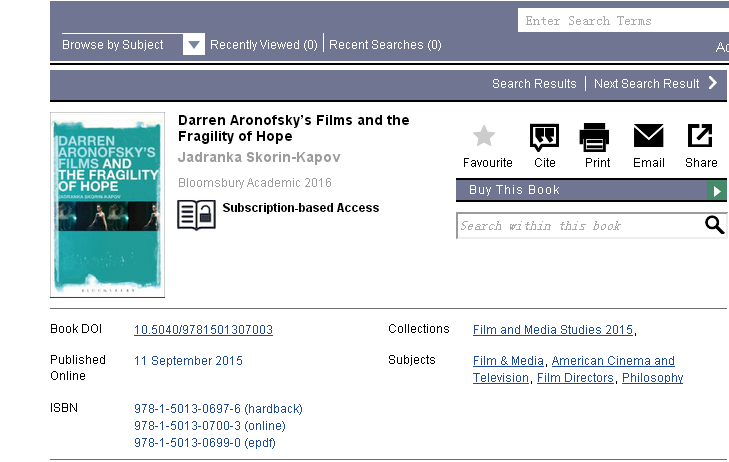 Enter Search Terms
Browse by Subject
Recently Viewed (0)
Recent Searches (0)
Search Results
Next Search Result
Darren Aronofsky's Films and the
Fragility of Hope
Jadranka Skorin-Kapov
Bloomsbury Academic 2016
Subscription-based Access
DARREN
ARONOFSKY'S
FILMS AND
THE FRAGILITY
OF HOPE
JADRANKA SKORIN-KAPOV
BLOOMSBURY
Favourite
Cite
Print
Email
Share
Buy This Book
Search within this book
Book DOI
10.5040/9781501307003
Collections
Film and Media Studies 2015,
Published
Online
11 September 2015
Subjects
Film & Media, American Cinema and
Television, Film Directors, Philosophy
ISBN
978-1-5013-0697-6 (hardback)
978-1-5013-0700-3 (online)
978-1-5013-0699-0 (epdf)